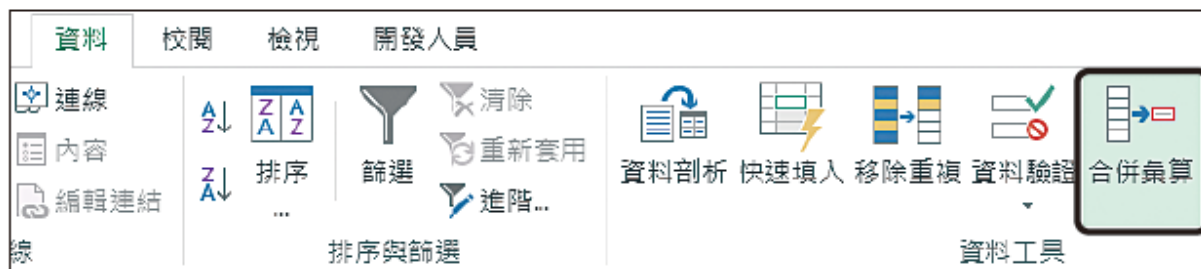 資料 校閱 檢視 開發人員
連線
內容
編輯連結
線
A
Z
Z
A
Z A
A Z
排序
...
篩選
清除
重新套用
進階...
排序與篩選
資料剖析 快速填入 移除重複 資料驗證 合併彙算
資料工具